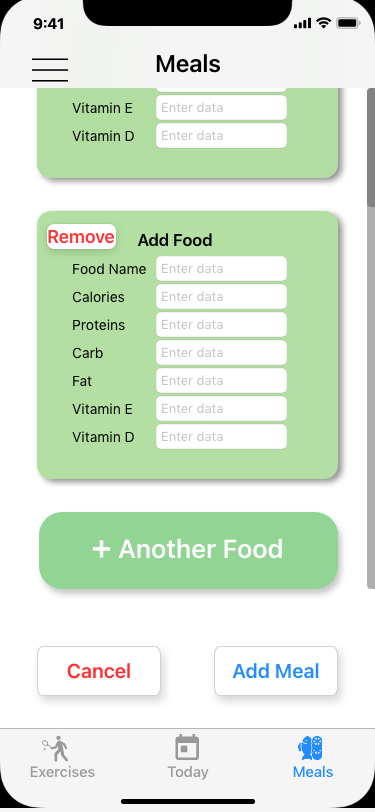 9:41
Meals
Vitamin E Enter data
Vitamin D Enter data
Remove
Add Food
Food Name Enter data
Calories Enter data
Proteins Enter data
Carb Enter data
Fat Enter data
Vitamin E Enter data
Vitamin D Enter data
+ Another Food
Cancel Add Meal
Exercises Today Meals